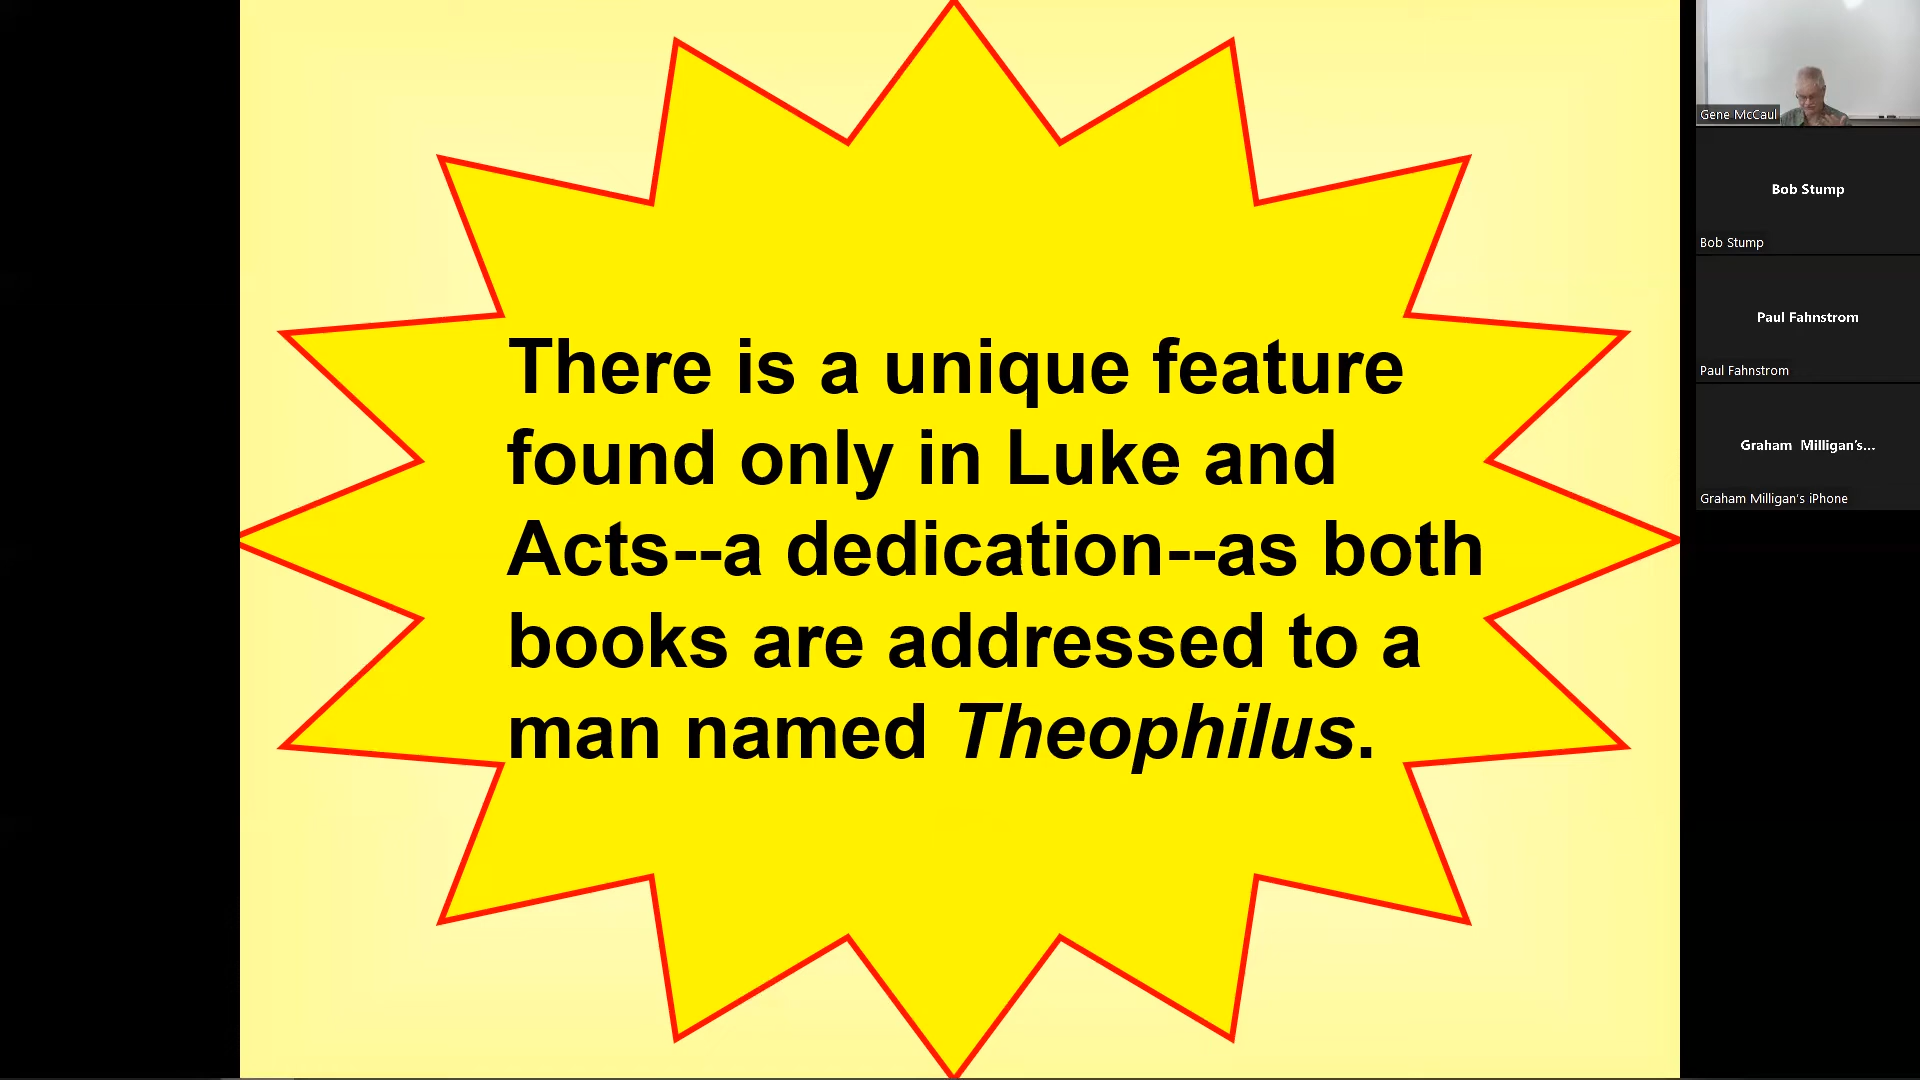 There is a unique feature
found only in Luke and
Acts--a dedication--as both
books are addressed to a
man named Theophilus.
Gene McCaul
Bob Stump
Bob Stump
Paul Fahnstrom
Paul Fahnstrom
Graham Milligan's...
Graham Milligan's iPhone